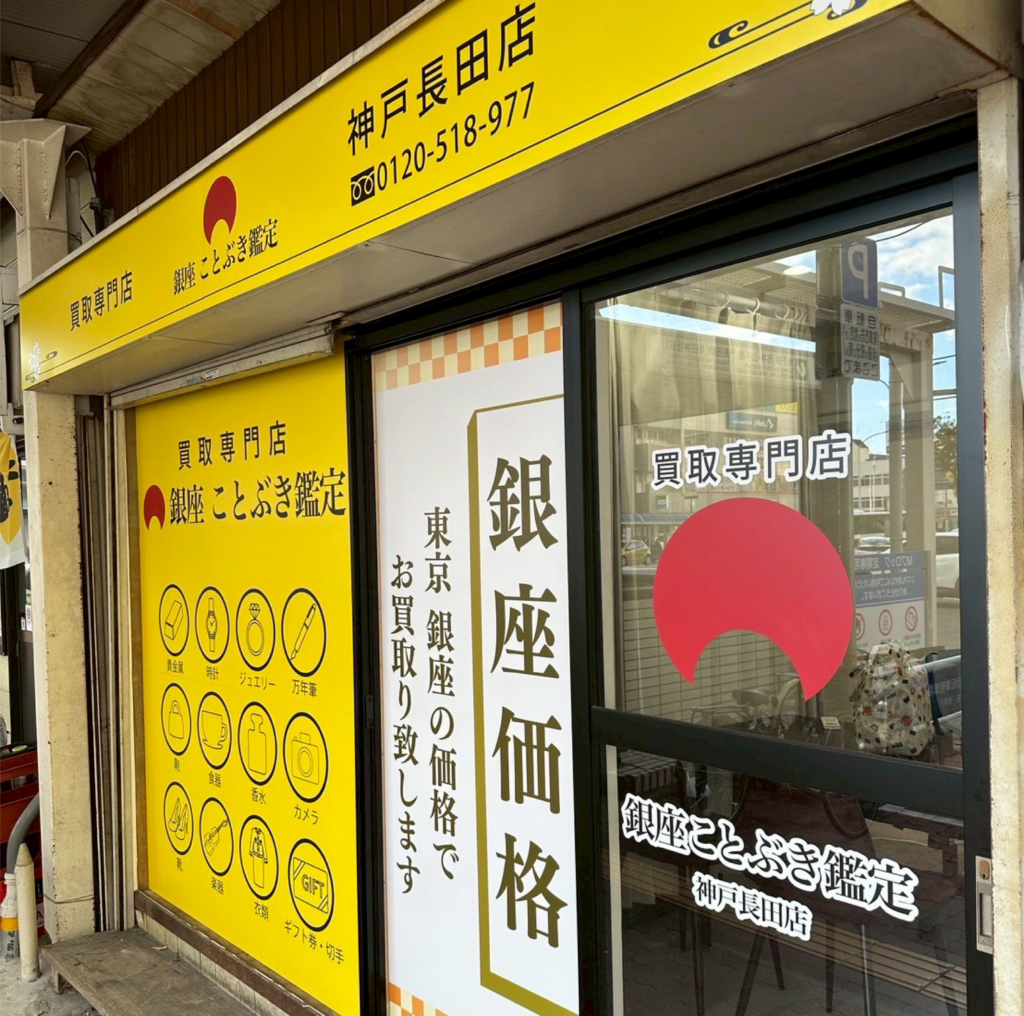 神戸長田店
0120-518-977
買取専門店
銀座 ことぶき鑑定
買取専門店
銀座 ことぶき鑑定
貴金属
時計
ジュエリー
万年筆
鞄
食器
香水
カメラ
靴
楽器
衣類
GIFT
ギフト券・切手
銀座価格
東京 銀座の価格で
お買取り致します
P
買取専門店
銀座ことぶき鑑定
神戸長田店